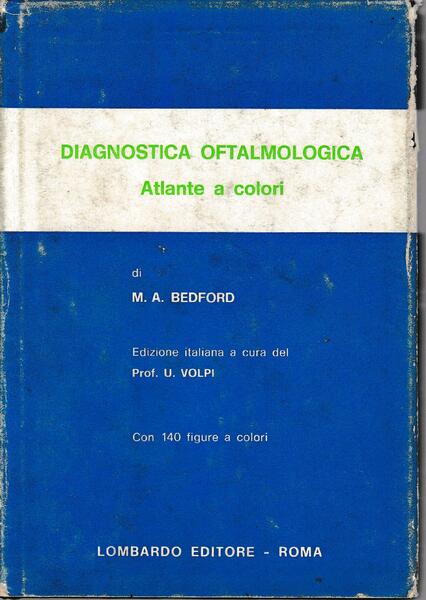 DIAGNOSTICA OFTALMOLOGICA
Atlante a colori
di
M. A. BEDFORD
Edizione italiana a cura del
Prof. U. VOLPI
Con 140 figure a colori
LOMBARDO EDITORE - ROMA